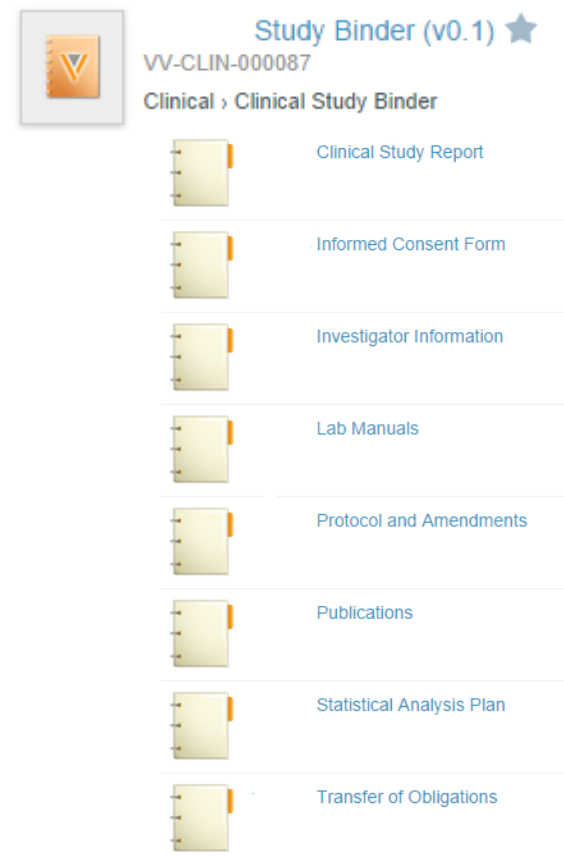 Study Binder (v0.1)
VV-CLIN-000087
Clinical › Clinical Study Binder
Clinical Study Report
Informed Consent Form
Investigator Information
Lab Manuals
Protocol and Amendments
Publications
Statistical Analysis Plan
Transfer of Obligations